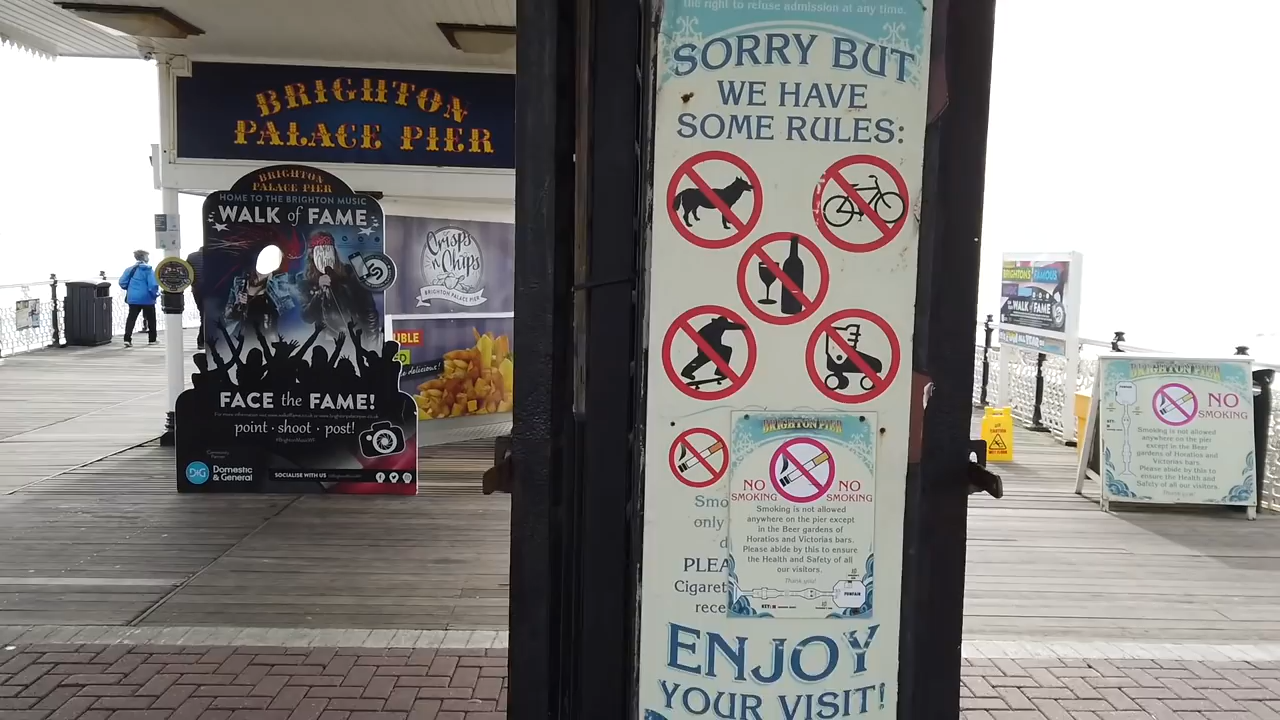 the right to refuse admission at any time.
SORRY BUT
WE HAVE
SOME RULES:
BRIGHTON PIER
NO
SMOKING
NO
SMOKING
Smoking is not allowed
anywhere on the pier except
in the Beer gardens of
Horatios and Victorias bars.
Please abide by this to ensure
the Health and Safety of all
our visitors.
Thank you!
KEY:
FUNFAIR
Smo
only
PLEA
Cigaret
rece
ENJOY
YOUR VISIT!
BRIGHTON
PALACE PIER
BRIGHTON
PALACE PIER
HOME TO THE BRIGHTON MUSIC
WALK of FAME
FACE the FAME!
point · shoot · post!
D&G
Domestic
& General
SOCIALISE WITH US
Crisps
'n' Chips
BRIGHTON PALACE PIER
UBLE
delicious!
BRIGHTON'S FAMOUS
WALK of FAME
CAUTION
BRIGHTON PIER
NO
SMOKING
Smoking is not allowed
anywhere on the pier
except in the Beer
gardens of Horatios and
Victorias bars.
Please abide by this to
ensure the Health and
Safety of all our visitors.
Thank you!